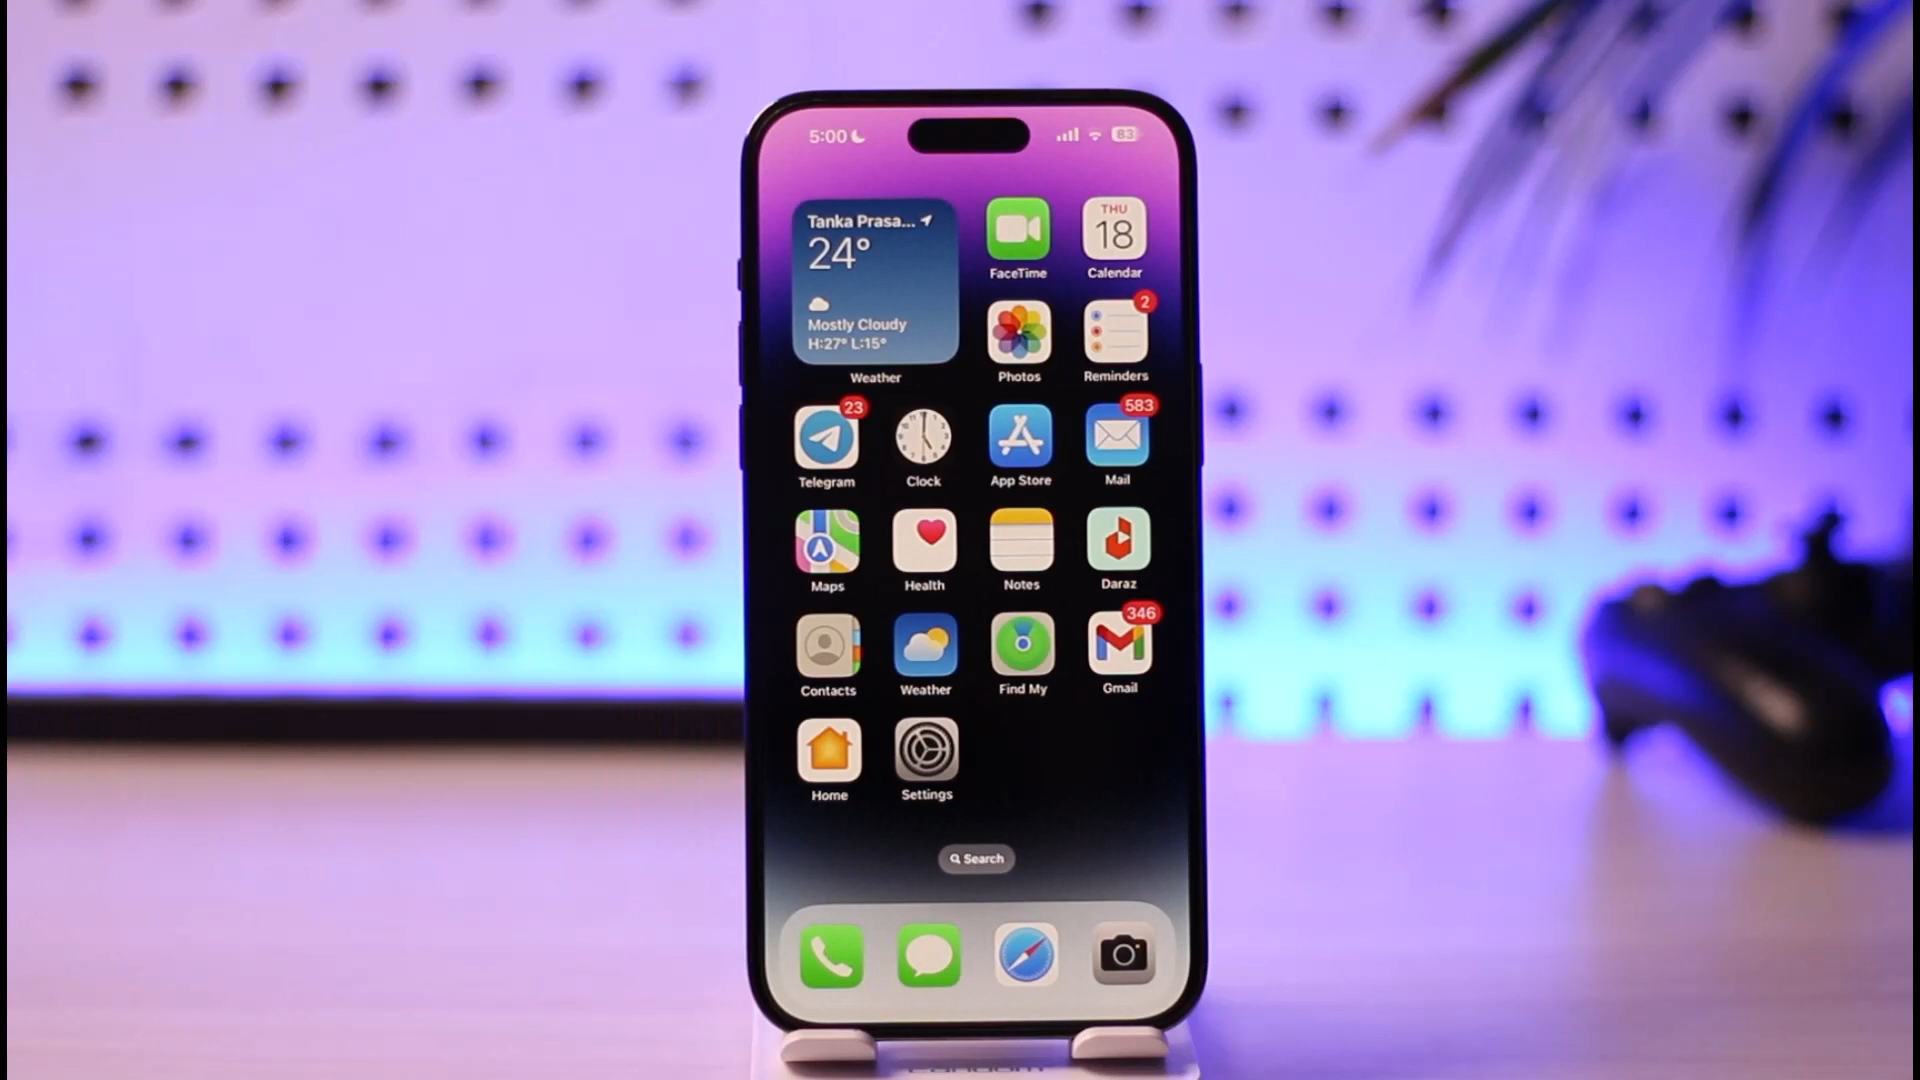 5:00
83
Tanka Prasa...
24°
Mostly Cloudy
H:27° L:15°
Weather
FaceTime
THU
18
Calendar
Photos
2
Reminders
23
Telegram
Clock
App Store
583
Mail
Maps
Health
Notes
Daraz
Contacts
Weather
Find My
346
Gmail
Home
Settings
Search